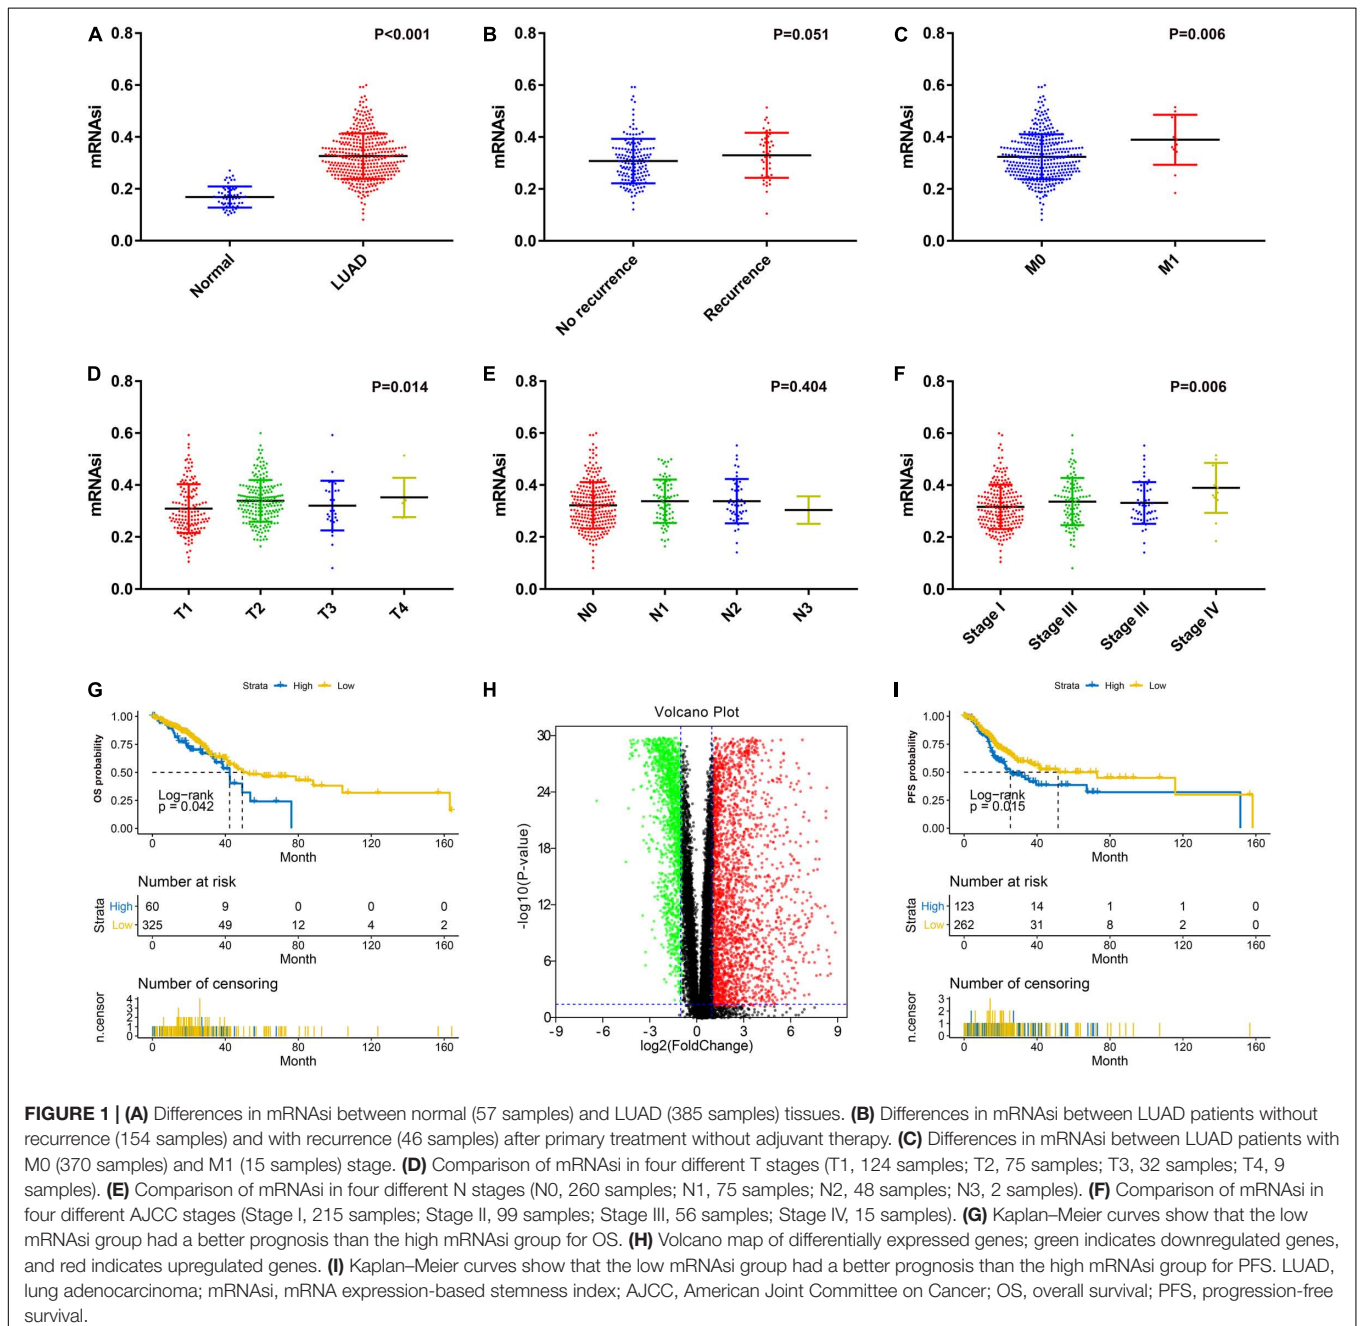 A
P<0.001
mRNAsi
0.8
0.6
0.4
0.2
0.0
Normal
LUAD
B
P=0.051
mRNAsi
0.8
0.6
0.4
0.2
0.0
No recurrence
Recurrence
C
P=0.006
mRNAsi
0.8
0.6
0.4
0.2
0.0
M0
M1
D
P=0.014
mRNAsi
0.8
0.6
0.4
0.2
0.0
T1
T2
T3
T4
E
P=0.404
mRNAsi
0.8
0.6
0.4
0.2
0.0
N0
N1
N2
N3
F
P=0.006
mRNAsi
0.8
0.6
0.4
0.2
0.0
Stage I
Stage III
Stage III
Stage IV
G
Strata High Low
OS probability
1.00
0.75
0.50
0.25
0.00
Log−rank
p = 0.042
0 40 80 120 160
Month
Number at risk
Strata
High 60 9 0 0 0
Low 325 49 12 4 2
0 40 80 120 160
Month
Number of censoring
n.censor
4
3
2
1
0
0 40 80 120 160
Month
H
Volcano Plot
-log10(P-value)
30
24
18
12
6
0
-9 -6 -3 0 3 6 9
log2(FoldChange)
I
Strata High Low
PFS probability
1.00
0.75
0.50
0.25
0.00
Log−rank
p = 0.015
0 40 80 120 160
Month
Number at risk
Strata
High 123 14 1 1 0
Low 262 31 8 2 0
0 40 80 120 160
Month
Number of censoring
n.censor
3
2
1
0
0 40 80 120 160
Month
FIGURE 1 | (A) Differences in mRNAsi between normal (57 samples) and LUAD (385 samples) tissues. (B) Differences in mRNAsi between LUAD patients without
recurrence (154 samples) and with recurrence (46 samples) after primary treatment without adjuvant therapy. (C) Differences in mRNAsi between LUAD patients with
M0 (370 samples) and M1 (15 samples) stage. (D) Comparison of mRNAsi in four different T stages (T1, 124 samples; T2, 75 samples; T3, 32 samples; T4, 9
samples). (E) Comparison of mRNAsi in four different N stages (N0, 260 samples; N1, 75 samples; N2, 48 samples; N3, 2 samples). (F) Comparison of mRNAsi in
four different AJCC stages (Stage I, 215 samples; Stage II, 99 samples; Stage III, 56 samples; Stage IV, 15 samples). (G) Kaplan–Meier curves show that the low
mRNAsi group had a better prognosis than the high mRNAsi group for OS. (H) Volcano map of differentially expressed genes; green indicates downregulated genes,
and red indicates upregulated genes. (I) Kaplan–Meier curves show that the low mRNAsi group had a better prognosis than the high mRNAsi group for PFS. LUAD,
lung adenocarcinoma; mRNAsi, mRNA expression-based stemness index; AJCC, American Joint Committee on Cancer; OS, overall survival; PFS, progression-free
survival.